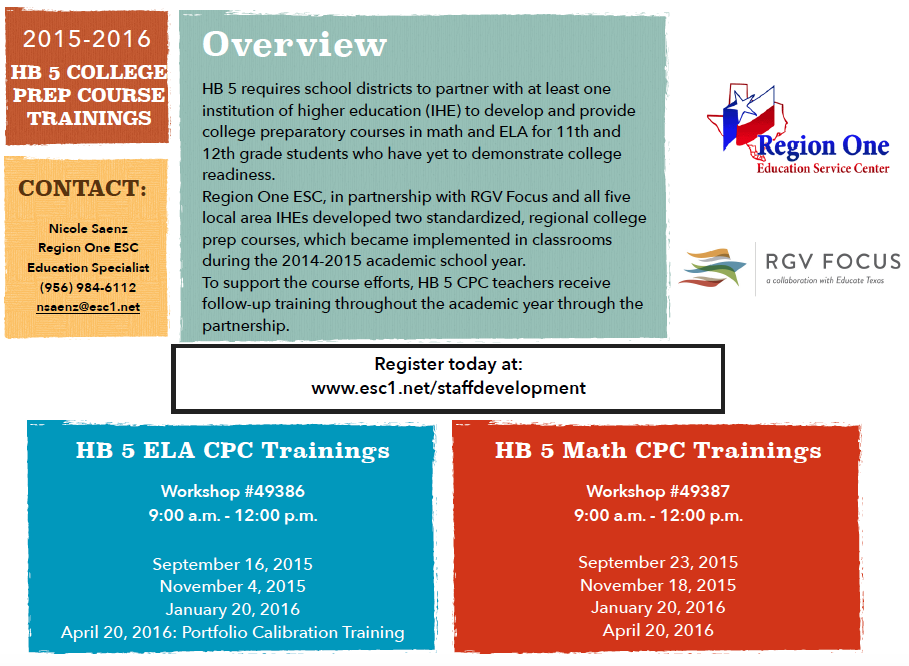 2015-2016
HB 5 COLLEGE
PREP COURSE
TRAININGS
CONTACT:
Nicole Saenz
Region One ESC
Education Specialist
(956) 984-6112
nsaenz@esc1.net
Overview
HB 5 requires school districts to partner with at least one
institution of higher education (IHE) to develop and provide
college preparatory courses in math and ELA for 11th and
12th grade students who have yet to demonstrate college
readiness.
Region One ESC, in partnership with RGV Focus and all five
local area IHEs developed two standardized, regional college
prep courses, which became implemented in classrooms
during the 2014-2015 academic school year.
To support the course efforts, HB 5 CPC teachers receive
follow-up training throughout the academic year through the
partnership.
Region One
Education Service Center
RGV FOCUS
a collaboration with Educate Texas
Register today at:
www.esc1.net/staffdevelopment
HB 5 ELA CPC Trainings
Workshop #49386
9:00 a.m. - 12:00 p.m.
September 16, 2015
November 4, 2015
January 20, 2016
April 20, 2016: Portfolio Calibration Training
HB 5 Math CPC Trainings
Workshop #49387
9:00 a.m. - 12:00 p.m.
September 23, 2015
November 18, 2015
January 20, 2016
April 20, 2016